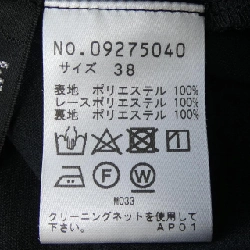 NO.09275040
サイズ 38
表地 ポリエステル 100%
レースポリエステル 100%
裏地 ポリエステル 100%
F W
M033
クリーニングネットを使用して
下さい。 AP01